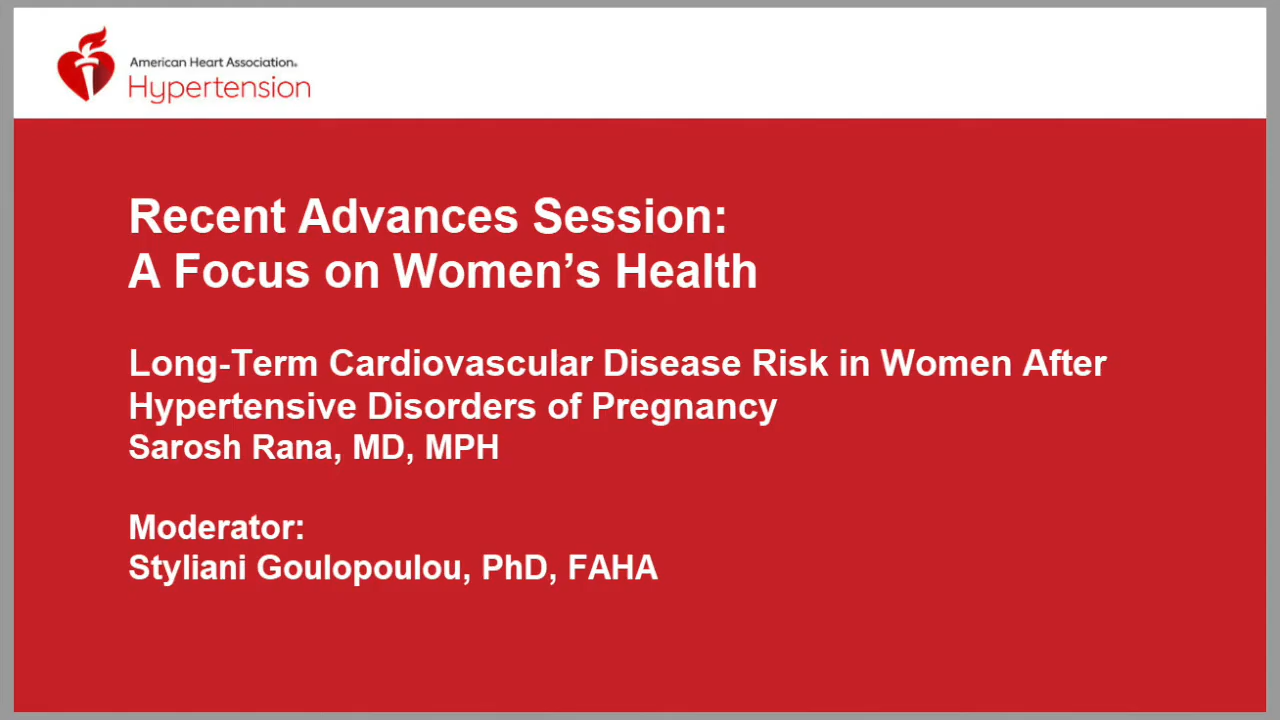 American Heart Association®
Hypertension
Recent Advances Session:
A Focus on Women’s Health
Long-Term Cardiovascular Disease Risk in Women After
Hypertensive Disorders of Pregnancy
Sarosh Rana, MD, MPH
Moderator:
Styliani Goulopoulou, PhD, FAHA